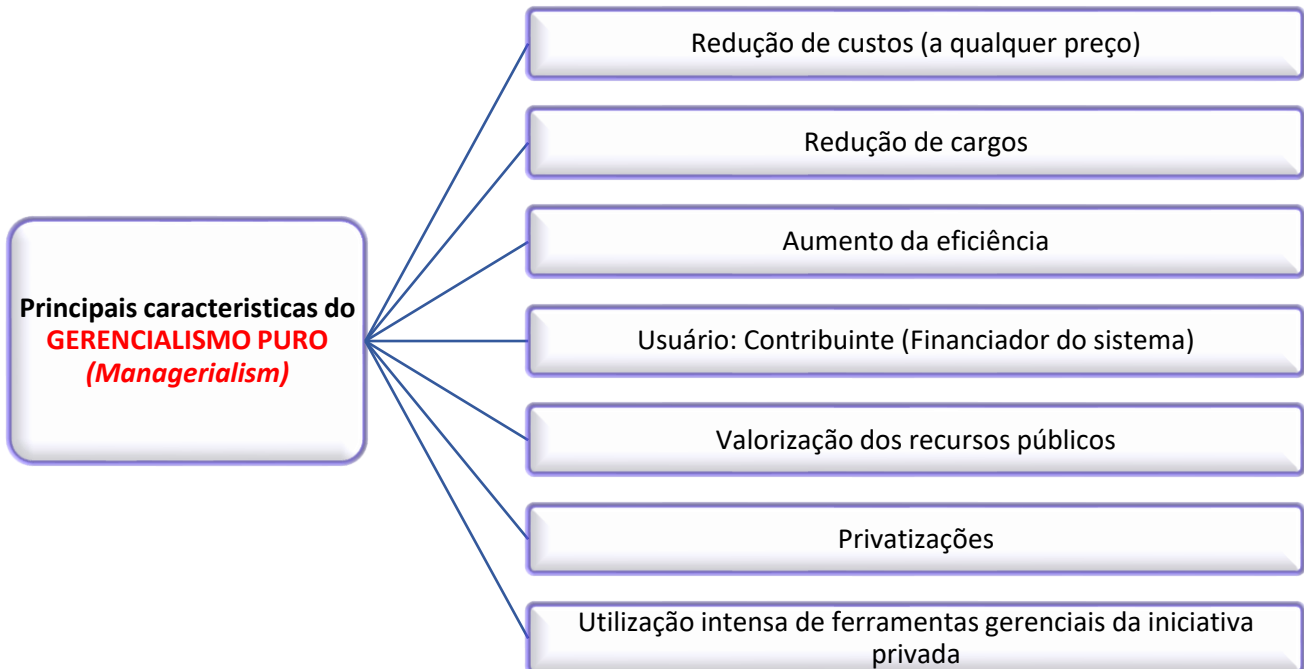 Redução de custos (a qualquer preço)
Redução de cargos
Aumento da eficiência
Principais caracteristicas do
GERENCIALISMO PURO
(Managerialism)
Usuário: Contribuinte (Financiador do sistema)
Valorização dos recursos públicos
Privatizações
Utilização intensa de ferramentas gerenciais da iniciativa
privada